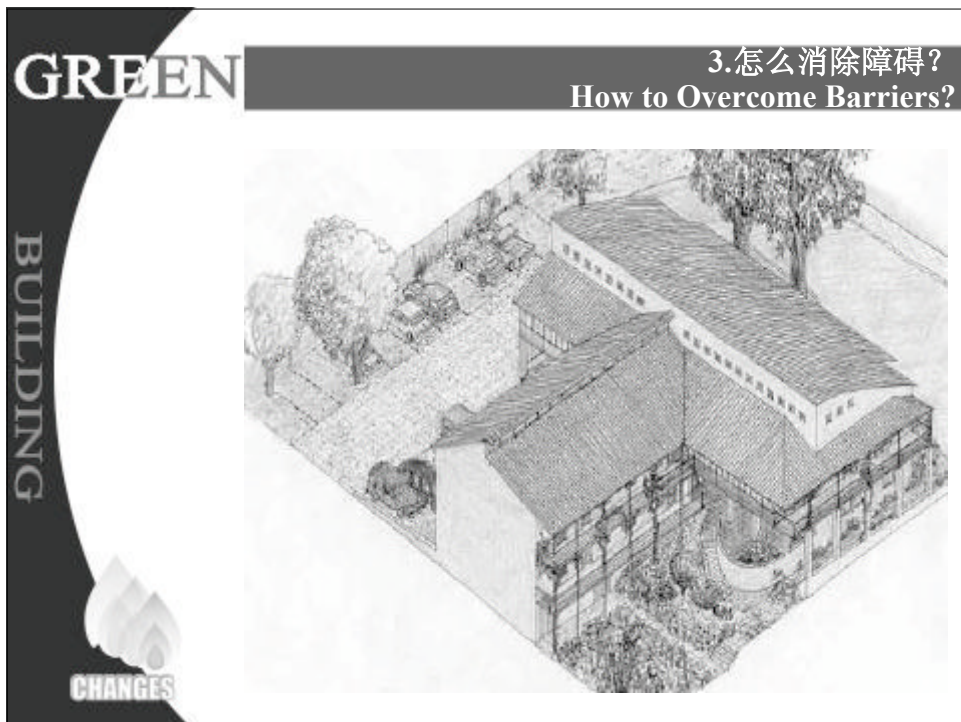 GREEN
3.怎么消除障碍？
How to Overcome Barriers?
BUILDING
CHANGES